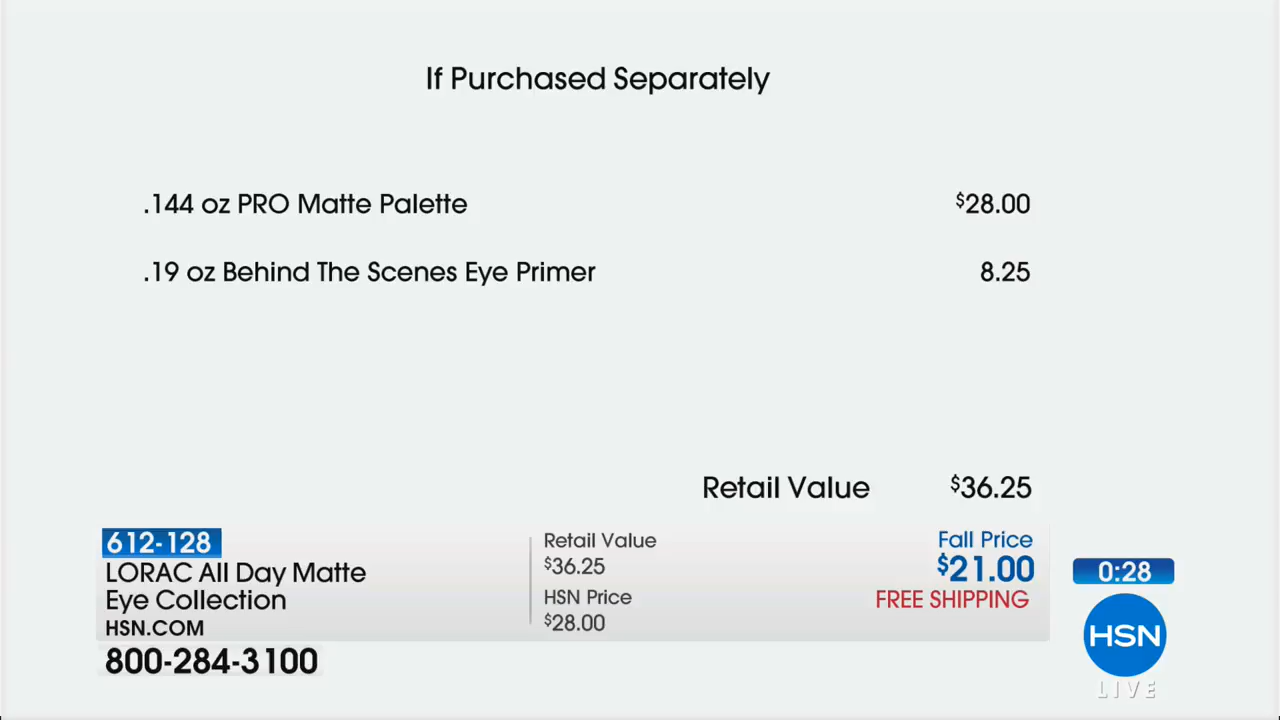 If Purchased Separately
.144 oz PRO Matte Palette $28.00
.19 oz Behind The Scenes Eye Primer 8.25
Retail Value $36.25
612-128
LORAC All Day Matte
Eye Collection
HSN.COM
800-284-3100
Retail Value
$36.25
HSN Price
$28.00
Fall Price
$21.00
FREE SHIPPING
0:28
HSN
LIVE